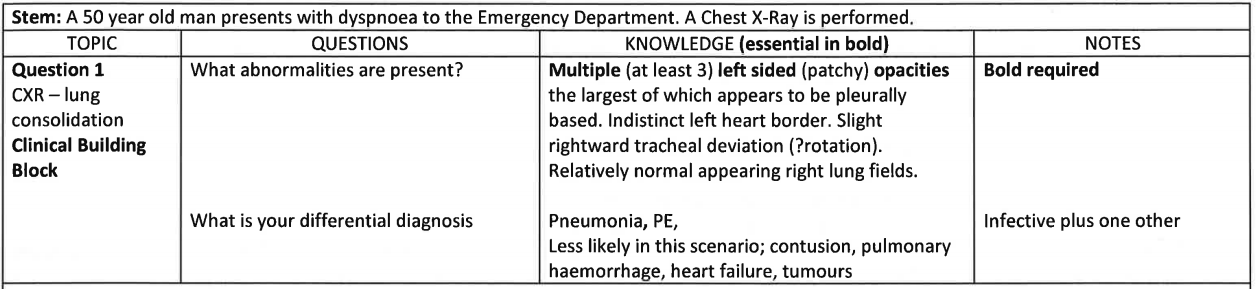 Stem: A 50 year old man presents with dyspnoea to the Emergency Department. A Chest X-Ray is performed.
TOPIC QUESTIONS KNOWLEDGE (essential in bold) NOTES
Question 1
CXR – lung
consolidation
Clinical Building
Block
What abnormalities are present?
Multiple (at least 3) left sided (patchy) opacities
the largest of which appears to be pleurally
based. Indistinct left heart border. Slight
rightward tracheal deviation (?rotation).
Relatively normal appearing right lung fields.
Bold required
What is your differential diagnosis
Pneumonia, PE,
Less likely in this scenario; contusion, pulmonary
haemorrhage, heart failure, tumours
Infective plus one other